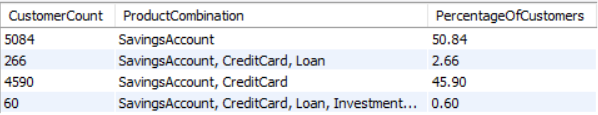 CustomerCount ProductCombination PercentageOfCustomers
5084 SavingsAccount 50.84
266 SavingsAccount, CreditCard, Loan 2.66
4590 SavingsAccount, CreditCard 45.90
60 SavingsAccount, CreditCard, Loan, Investment... 0.60